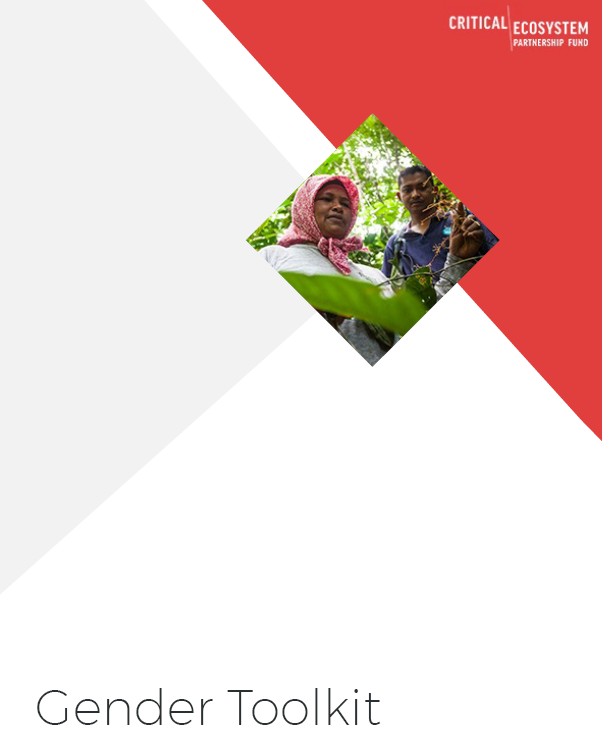 CRITICAL
ECOSYSTEM
PARTNERSHIP FUND
Gender Toolkit